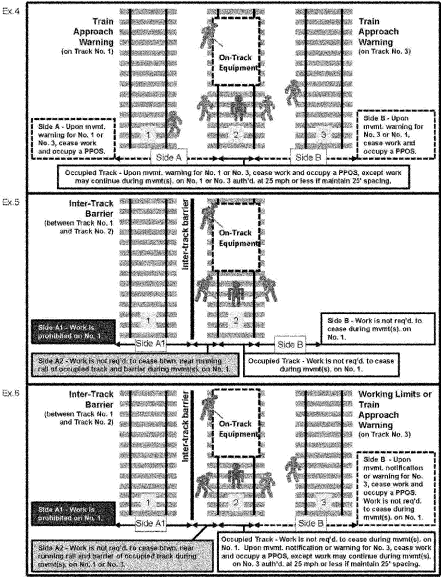 Ex.4
Train
Approach
Warning
(on Track No. 1)
On-Track
Equipment
Train
Approach
Warning
(on Track No. 3)
1
2
3
Side A - Upon mvmt.
warning for No. 1 or
No. 3, cease work
and occupy a PPOS.
Side A
Side B
Side B - Upon
mvmt. warning for
No. 3 or No. 1,
cease work and
occupy a PPOS.
Occupied Track - Upon mvmt. warning for No. 1 or No. 3, cease work and occupy a PPOS, except work
may continue during mvmt(s). on No. 1 or No. 3 auth'd. at 25 mph or less if maintain 25' spacing.
Ex.5
Inter-Track
Barrier
(between Track No. 1
and Track No. 2)
Inter-track barrier
On-Track
Equipment
1
2
Side A1 - Work is
prohibited on No. 1.
Side A1
Side B
Side B - Work is not req'd. to
cease during mvmt(s). on No. 1.
Side A2 - Work is not req'd. to cease btwn. near running
rail of occupied track and barrier during mvmt(s) on No. 1.
Occupied Track - Work is not req'd. to cease
during mvmt(s). on No. 1.
Ex.6
Inter-Track
Barrier
(between Track No. 1
and Track No. 2)
Inter-track barrier
On-Track
Equipment
Working Limits or
Train
Approach
Warning
(on Track No. 3)
1
2
3
Side A1 - Work is
prohibited on No. 1.
Side A1
Side B
Side B - Upon
mvmt. notification
or warning for No.
3, cease work and
occupy a PPOS.
Work is not req'd.
to cease during
mvmt(s). on No. 1.
Side A2 - Work is not req'd. to cease btwn. near
running rail and barrier of occupied track during
mvmt(s). on No. 1 or No. 3.
Occupied Track - Work is not req'd. to cease during mvmt(s). on
No. 1. Upon mvmt. notification or warning for No. 3, cease work
and occupy a PPOS, except work may continue during mvmt(s).
on No. 3 auth'd. at 25 mph or less if maintain 25' spacing.